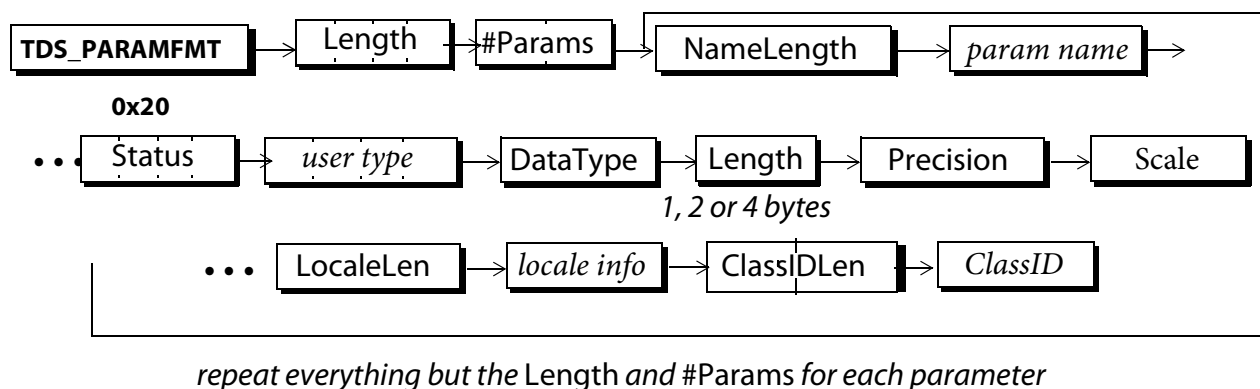 TDS_PARAMFMT Length #Params NameLength param name
0x20
••• Status user type DataType Length Precision Scale
1, 2 or 4 bytes
••• LocaleLen locale info ClassIDLen ClassID
repeat everything but the Length and #Params for each parameter